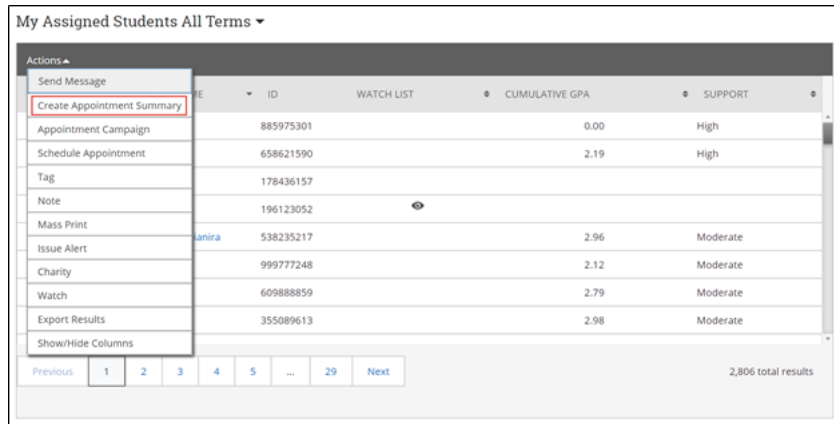 My Assigned Students All Terms
Actions
Send Message
ME ID WATCH LIST CUMULATIVE GPA SUPPORT
Create Appointment Summary
Appointment Campaign 885975301 0.00 High
Schedule Appointment 658621590 2.19 High
Tag 178436157
Note 196123052
Mass Print
ianira 538235217 2.96 Moderate
Issue Alert
Charity 999777248 2.12 Moderate
Watch 609888859 2.79 Moderate
Export Results 355089613 2.98 Moderate
Show/Hide Columns
Previous 1 2 3 4 5 ... 29 Next 2,806 total results